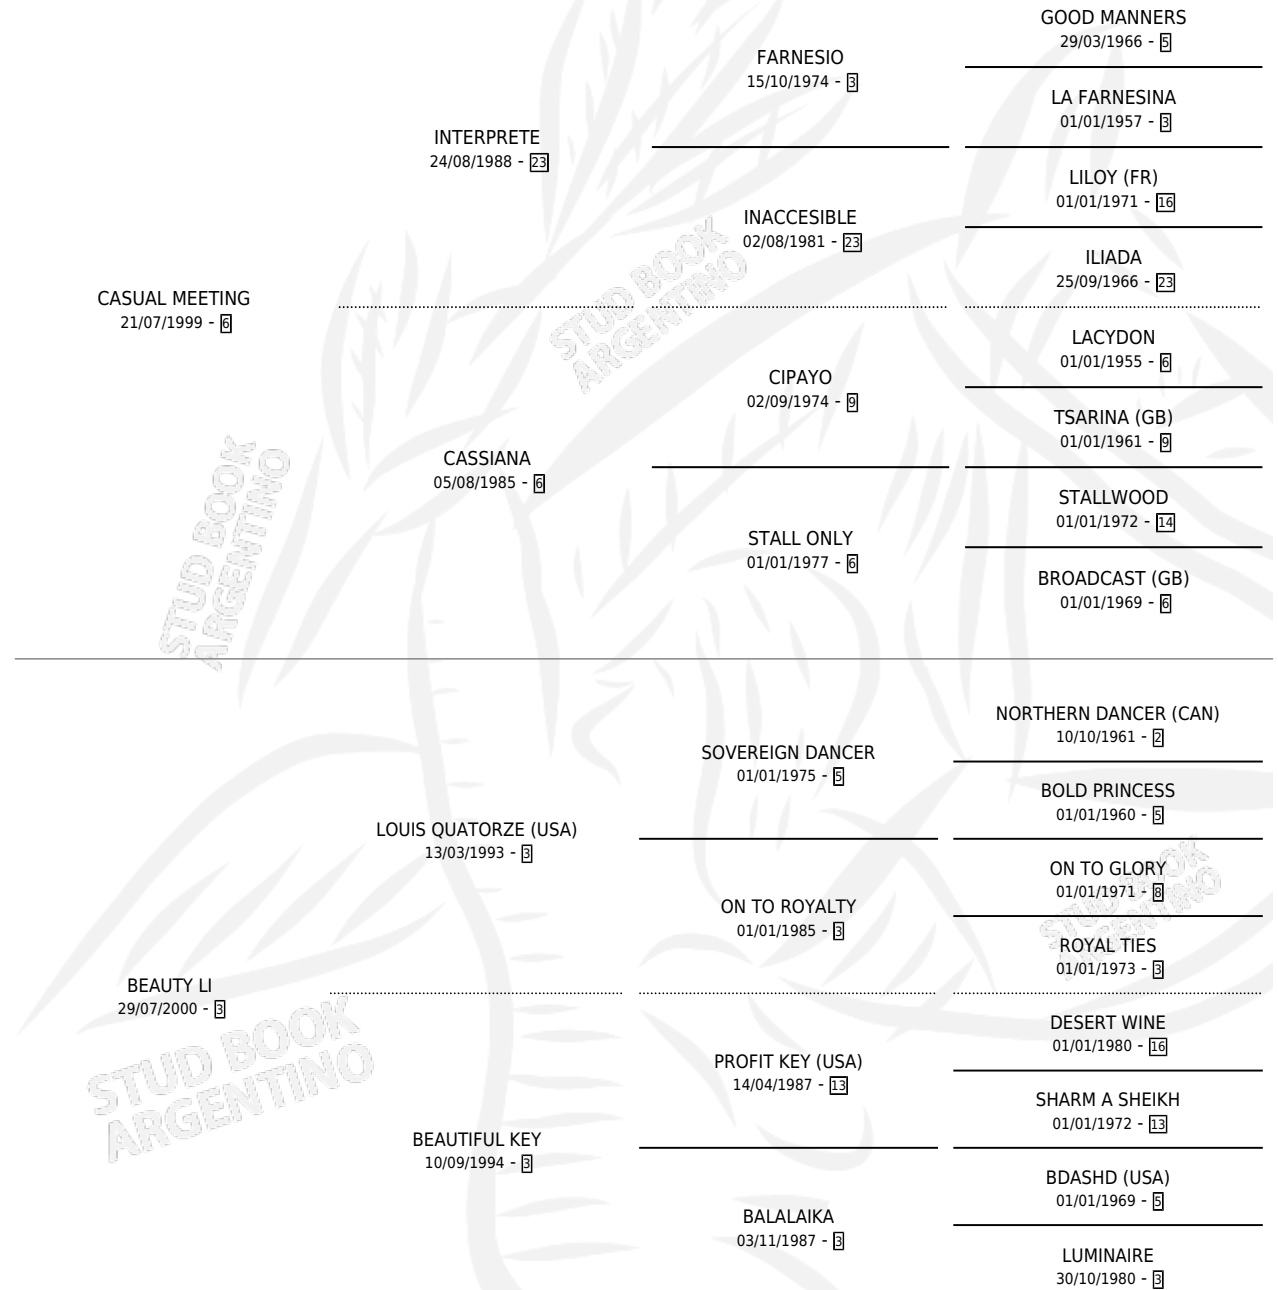 GOOD MANNERS
29/03/1966 - 5
FARNESIO
15/10/1974 - 3
LA FARNESINA
01/01/1957 - 3
INTERPRETE
24/08/1988 - 23
LILOY (FR)
01/01/1971 - 16
INACCESIBLE
02/08/1981 - 23
ILIADA
25/09/1966 - 23
CASUAL MEETING
21/07/1999 - 6
LACYDON
01/01/1955 - 6
CIPAYO
02/09/1974 - 9
TSARINA (GB)
01/01/1961 - 9
CASSIANA
05/08/1985 - 6
STALLWOOD
01/01/1972 - 14
STALL ONLY
01/01/1977 - 6
BROADCAST (GB)
01/01/1969 - 6
NORTHERN DANCER (CAN)
10/10/1961 - 2
SOVEREIGN DANCER
01/01/1975 - 5
BOLD PRINCESS
01/01/1960 - 5
LOUIS QUATORZE (USA)
13/03/1993 - 3
ON TO GLORY
01/01/1971 - 8
ON TO ROYALTY
01/01/1985 - 3
ROYAL TIES
01/01/1973 - 3
BEAUTY LI
29/07/2000 - 3
DESERT WINE
01/01/1980 - 16
PROFIT KEY (USA)
14/04/1987 - 13
SHARM A SHEIKH
01/01/1972 - 13
BEAUTIFUL KEY
10/09/1994 - 3
BDASHD (USA)
01/01/1969 - 5
BALALAIKA
03/11/1987 - 3
LUMINAIRE
30/10/1980 - 3
STUD BOOK
ARGENTINO
STUD BOOK
ARGENTINO
STUD BOOK
ARGENTINO
STUD BOOK
ARGENTINO